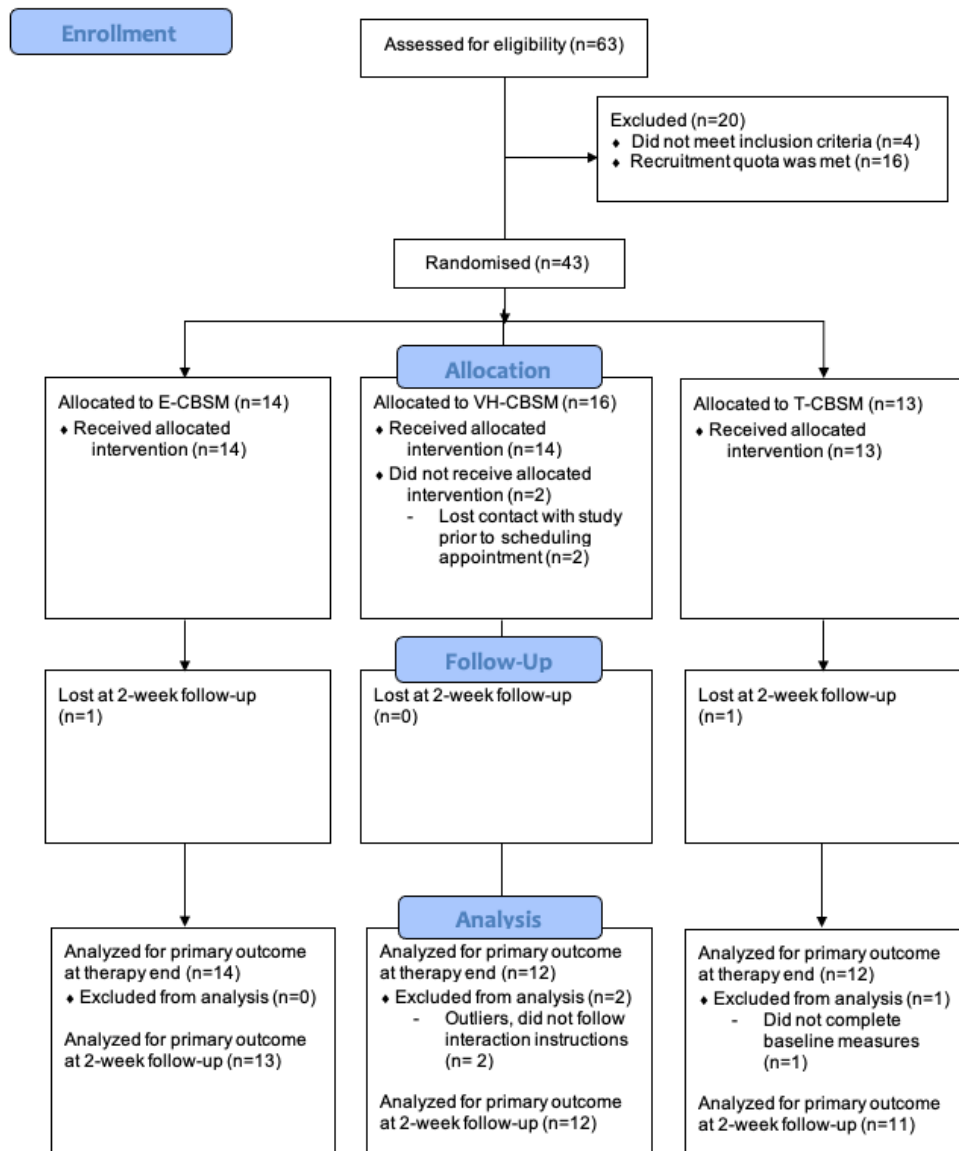 Enrollment
Assessed for eligibility (n=63)
Excluded (n=20)
♦ Did not meet inclusion criteria (n=4)
♦ Recruitment quota was met (n=16)
Randomised (n=43)
Allocation
Allocated to E-CBSM (n=14)
♦ Received allocated
intervention (n=14)
Allocated to VH-CBSM (n=16)
♦ Received allocated
intervention (n=14)
♦ Did not receive allocated
intervention (n=2)
- Lost contact with study
prior to scheduling
appointment (n=2)
Allocated to T-CBSM (n=13)
♦ Received allocated
intervention (n=13)
Follow-Up
Lost at 2-week follow-up
(n=1)
Lost at 2-week follow-up
(n=0)
Lost at 2-week follow-up
(n=1)
Analysis
Analyzed for primary outcome
at therapy end (n=14)
♦ Excluded from analysis (n=0)
Analyzed for primary outcome
at 2-week follow-up (n=13)
Analyzed for primary outcome
at therapy end (n=12)
♦ Excluded from analysis (n=2)
- Outliers, did not follow
interaction instructions
(n= 2)
Analyzed for primary outcome
at 2-week follow-up (n=12)
Analyzed for primary outcome
at therapy end (n=12)
♦ Excluded from analysis (n=1)
- Did not complete
baseline measures
(n=1)
Analyzed for primary outcome
at 2-week follow-up (n=11)